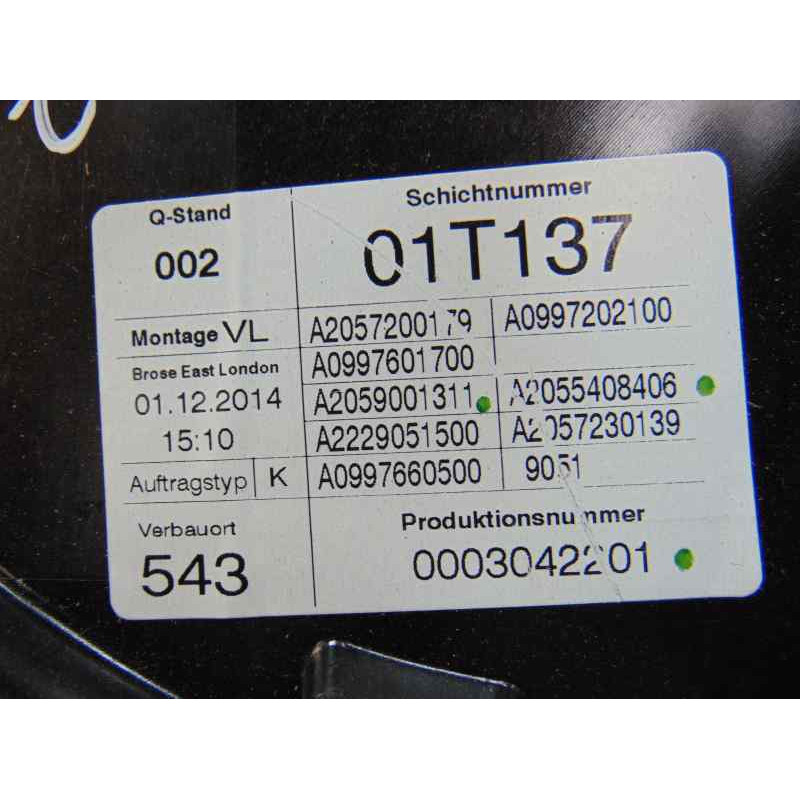 Q-Stand
002
Schichtnummer
01T137
Montage VL
A2057200179 A0997202100
Brose East London
A0997601700
01.12.2014
A2059001311 A2055408406
15:10
A2229051500 A2057230139
Auftragstyp K
A0997660500 9051
Verbauort
543
Produktionsnummer
0003042201